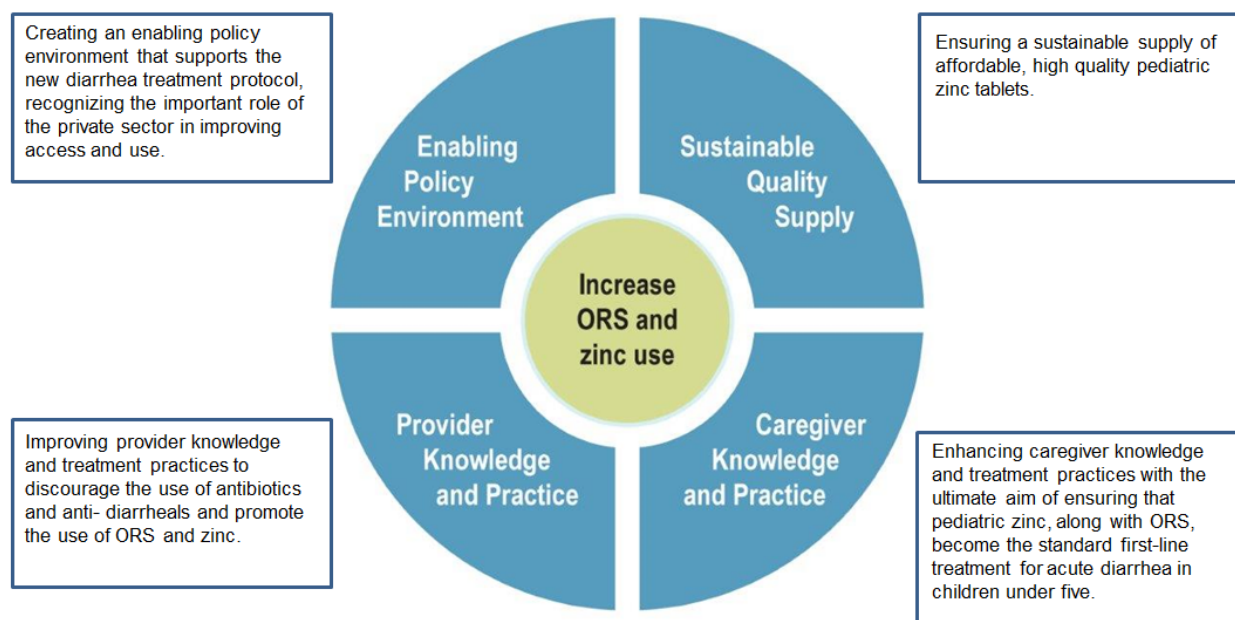 Creating an enabling policy
environment that supports the
new diarrhea treatment protocol,
recognizing the important role of
the private sector in improving
access and use.
Ensuring a sustainable supply of
affordable, high quality pediatric
zinc tablets.
Enabling
Policy
Environment
Sustainable
Quality
Supply
Increase
ORS and
zinc use
Provider
Knowledge
and Practice
Caregiver
Knowledge
and Practice
Improving provider knowledge
and treatment practices to
discourage the use of antibiotics
and anti- diarrheals and promote
the use of ORS and zinc.
Enhancing caregiver knowledge
and treatment practices with the
ultimate aim of ensuring that
pediatric zinc, along with ORS,
become the standard first-line
treatment for acute diarrhea in
children under five.